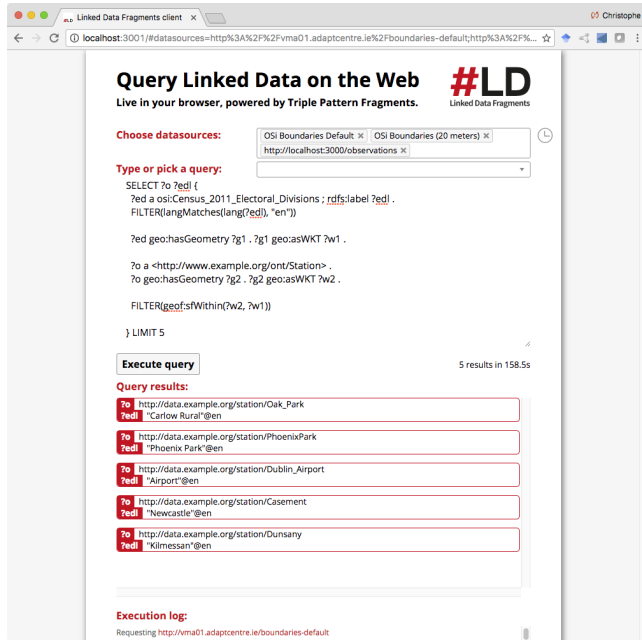 Linked Data Fragments client
Christophe
localhost:3001/#datasources=http%3A%2F%2Fvma01.adaptcentre.ie%2Fboundaries-default;http%3A%2F%...
Query Linked Data on the Web
#LD
Live in your browser, powered by Triple Pattern Fragments.
Linked Data Fragments
Choose datasources:
OSi Boundaries Default × OSi Boundaries (20 meters) ×
http://localhost:3000/observations ×
Type or pick a query:
SELECT ?o ?edl {
?ed a osi:Census_2011_Electoral_Divisions ; rdfs:label ?edl .
FILTER(langMatches(lang(?edl), "en"))
?ed geo:hasGeometry ?g1 . ?g1 geo:asWKT ?w1 .
?o a <http://www.example.org/ont/Station> .
?o geo:hasGeometry ?g2 . ?g2 geo:asWKT ?w2 .
FILTER(geof:sfWithin(?w2, ?w1))
} LIMIT 5
Execute query
5 results in 158.5s
Query results:
?o http://data.example.org/station/Oak_Park
?edl "Carlow Rural"@en
?o http://data.example.org/station/PhoenixPark
?edl "Phoenix Park"@en
?o http://data.example.org/station/Dublin_Airport
?edl "Airport"@en
?o http://data.example.org/station/Casement
?edl "Newcastle"@en
?o http://data.example.org/station/Dunsany
?edl "Kilmessan"@en
Execution log:
Requesting http://vma01.adaptcentre.ie/boundaries-default